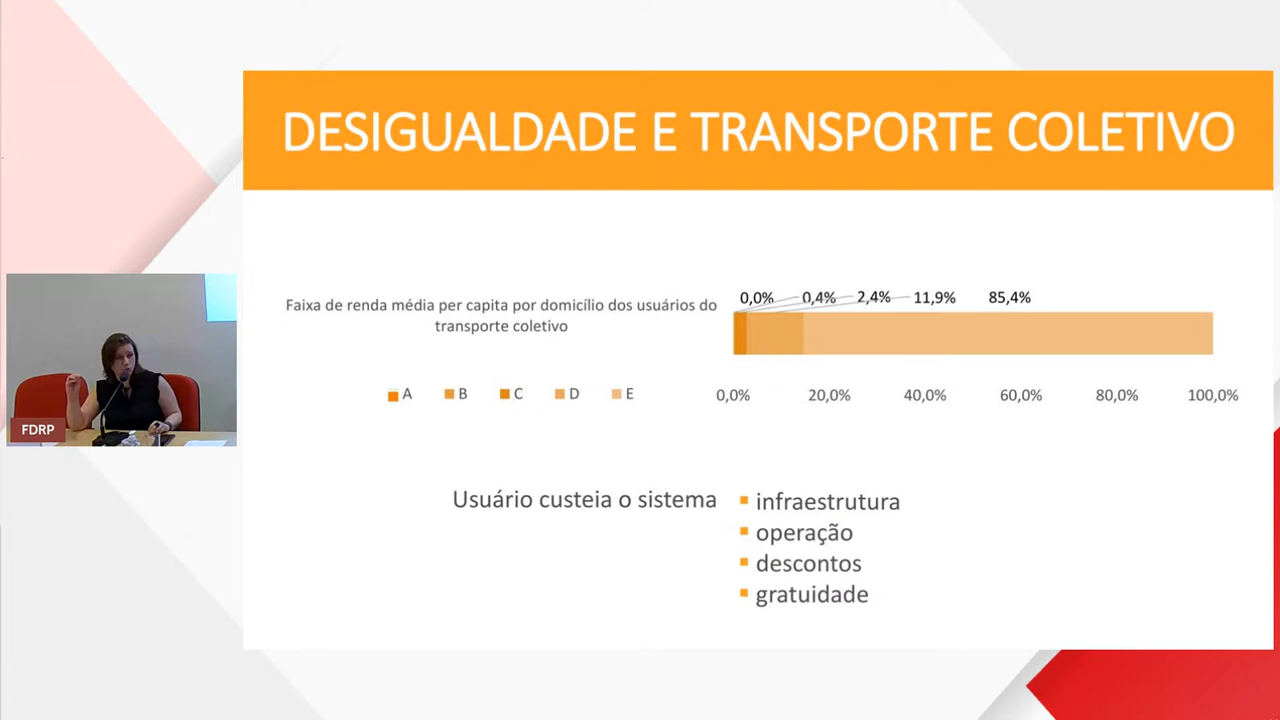 DESIGUALDADE E TRANSPORTE COLETIVO
Faixa de renda média per capita por domicílio dos usuários do
transporte coletivo
0,0% 0,4% 2,4% 11,9% 85,4%
A B C D E
0,0% 20,0% 40,0% 60,0% 80,0% 100,0%
FDRP
Usuário custeia o sistema
infraestrutura
operação
descontos
gratuidade